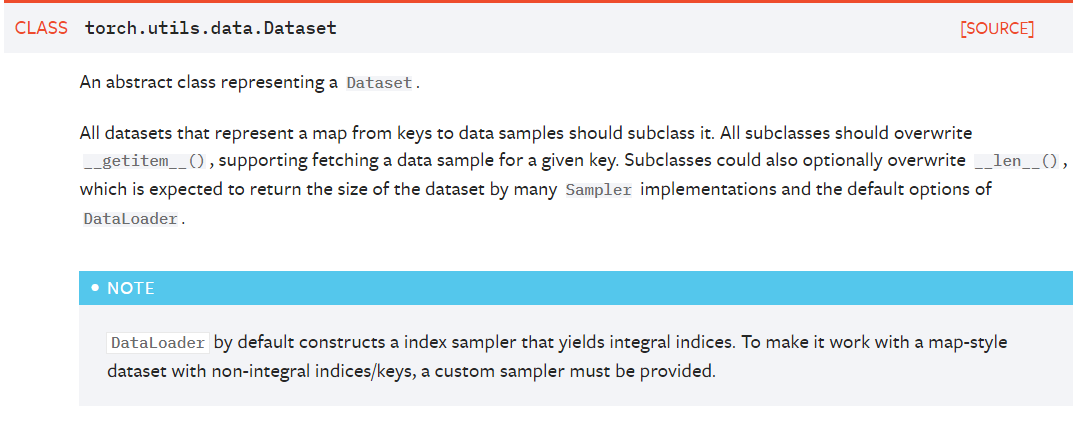 CLASS torch.utils.data.Dataset [SOURCE]
An abstract class representing a Dataset.
All datasets that represent a map from keys to data samples should subclass it. All subclasses should overwrite
__getitem__(), supporting fetching a data sample for a given key. Subclasses could also optionally overwrite __len__(),
which is expected to return the size of the dataset by many Sampler implementations and the default options of
DataLoader.
• NOTE
DataLoader by default constructs a index sampler that yields integral indices. To make it work with a map-style
dataset with non-integral indices/keys, a custom sampler must be provided.